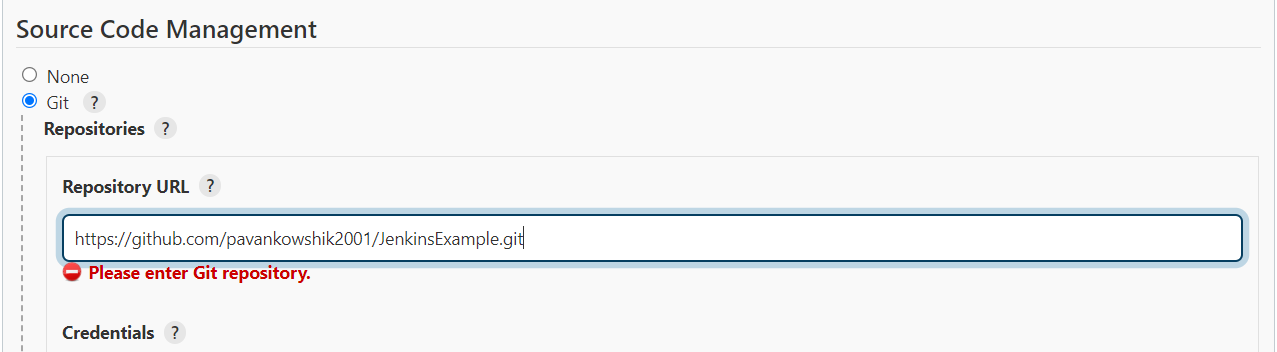 Source Code Management
None
Git ?
Repositories ?
Repository URL ?
https://github.com/pavankowshik2001/JenkinsExample.git
Please enter Git repository.
Credentials ?